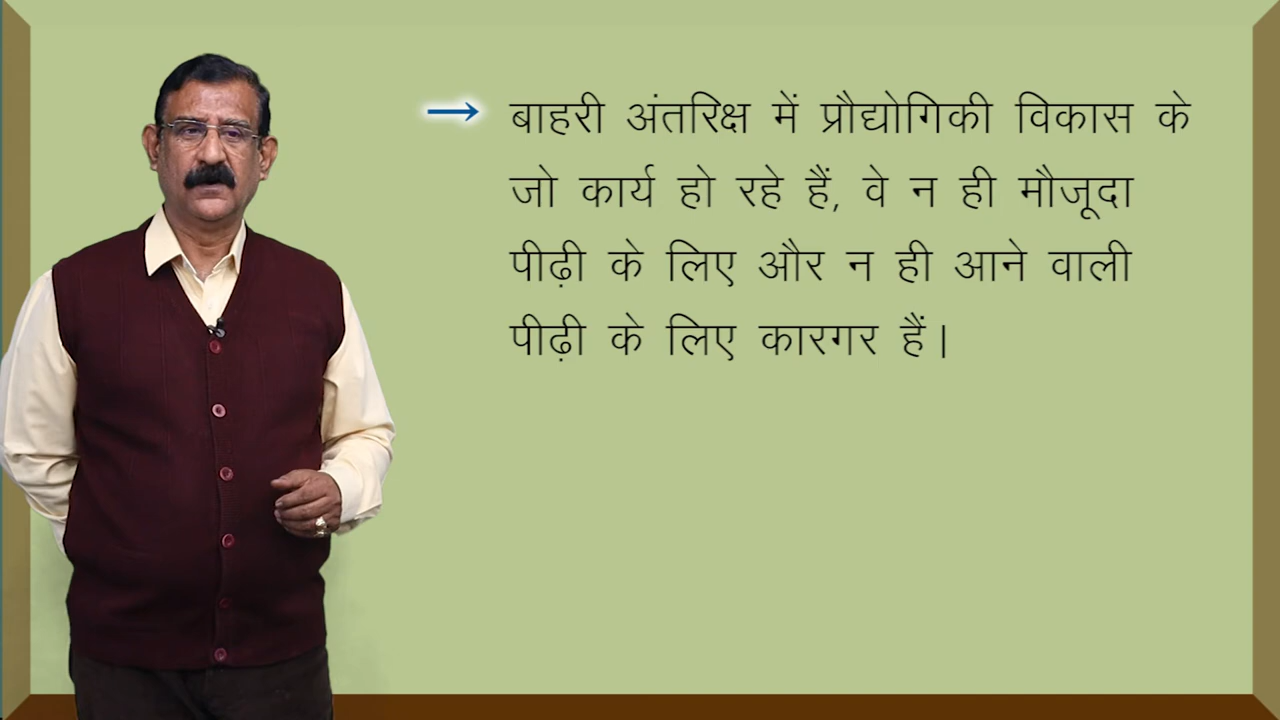 → बाहरी अंतरिक्ष में प्रौद्योगिकी विकास के
जो कार्य हो रहे हैं, वे न ही मौजूदा
पीढ़ी के लिए और न ही आने वाली
पीढ़ी के लिए कारगर हैं।